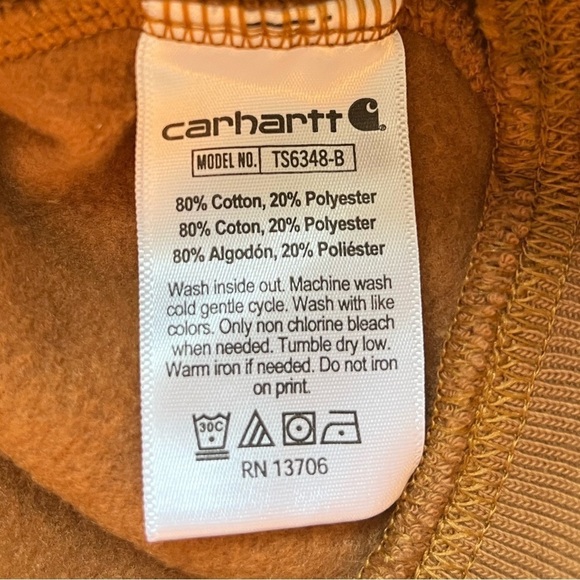 carhartt
MODEL NO. TS6348-B
80% Cotton, 20% Polyester
80% Coton, 20% Polyester
80% Algodón, 20% Poliéster
Wash inside out. Machine wash
cold gentle cycle. Wash with like
colors. Only non chlorine bleach
when needed. Tumble dry low.
Warm iron if needed. Do not iron
on print.
30C
RN 13706